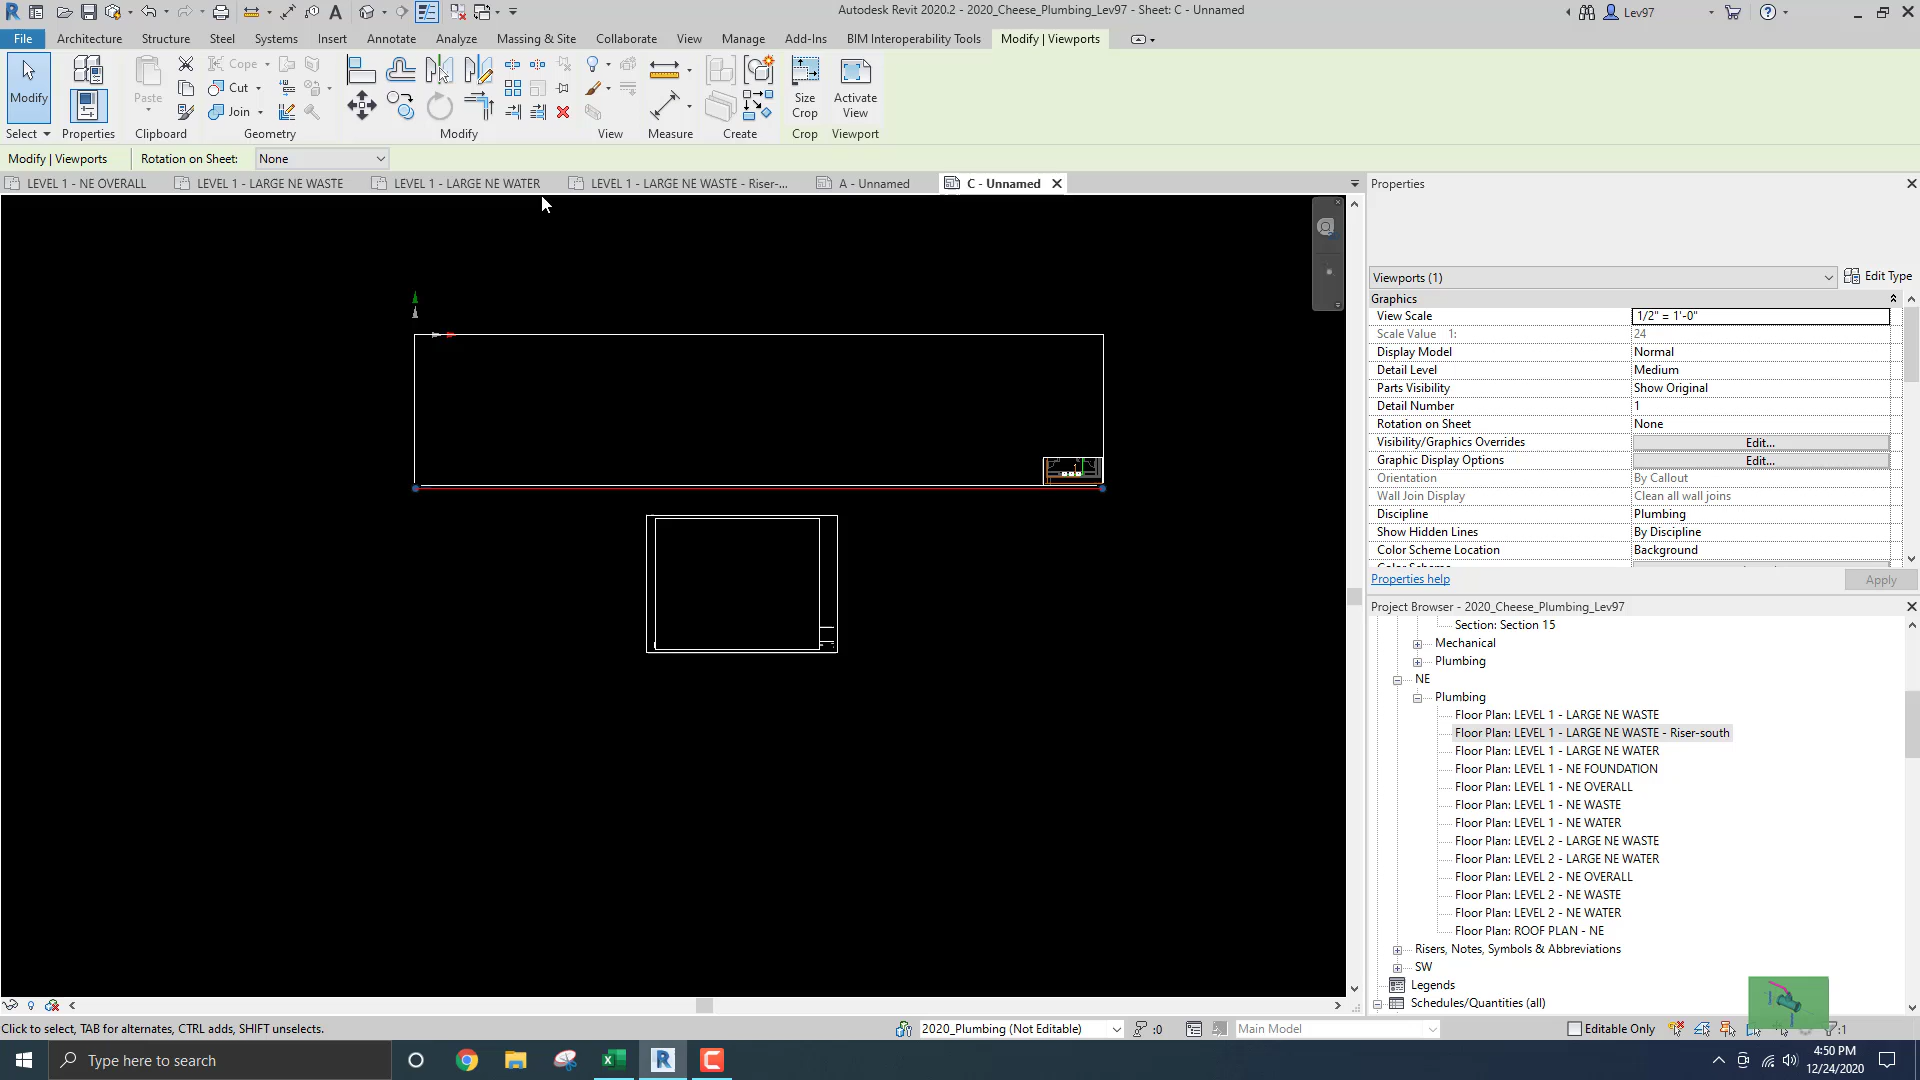 Autodesk Revit 2020.2 - 2020_Cheese_Plumbing_Lev97 - Sheet: C - Unnamed
Lev97
File Architecture Structure Steel Systems Insert Annotate Analyze Massing & Site Collaborate View Manage Add-Ins BIM Interoperability Tools Modify | Viewports
Modify
Paste
Cope
Cut
Join
Size Crop
Activate View
Select Properties Clipboard Geometry Modify View Measure Create Crop Viewport
Modify | Viewports Rotation on Sheet: None
LEVEL 1 - NE OVERALL LEVEL 1 - LARGE NE WASTE LEVEL 1 - LARGE NE WATER LEVEL 1 - LARGE NE WASTE - Riser-... A - Unnamed C - Unnamed
Properties
Viewports (1) Edit Type
Graphics
View Scale 1/2" = 1'-0"
Scale Value 1: 24
Display Model Normal
Detail Level Medium
Parts Visibility Show Original
Detail Number 1
Rotation on Sheet None
Visibility/Graphics Overrides Edit...
Graphic Display Options Edit...
Orientation By Callout
Wall Join Display Clean all wall joins
Discipline Plumbing
Show Hidden Lines By Discipline
Color Scheme Location Background
Properties help Apply
Project Browser - 2020_Cheese_Plumbing_Lev97
Section: Section 15
Mechanical
Plumbing
NE
Plumbing
Floor Plan: LEVEL 1 - LARGE NE WASTE
Floor Plan: LEVEL 1 - LARGE NE WASTE - Riser-south
Floor Plan: LEVEL 1 - LARGE NE WATER
Floor Plan: LEVEL 1 - NE FOUNDATION
Floor Plan: LEVEL 1 - NE OVERALL
Floor Plan: LEVEL 1 - NE WASTE
Floor Plan: LEVEL 1 - NE WATER
Floor Plan: LEVEL 2 - LARGE NE WASTE
Floor Plan: LEVEL 2 - LARGE NE WATER
Floor Plan: LEVEL 2 - NE OVERALL
Floor Plan: LEVEL 2 - NE WASTE
Floor Plan: LEVEL 2 - NE WATER
Floor Plan: ROOF PLAN - NE
Risers, Notes, Symbols & Abbreviations
SW
Legends
Schedules/Quantities (all)
Click to select, TAB for alternates, CTRL adds, SHIFT unselects. 2020_Plumbing (Not Editable) :0 Main Model Editable Only :1
Type here to search
4:50 PM
12/24/2020